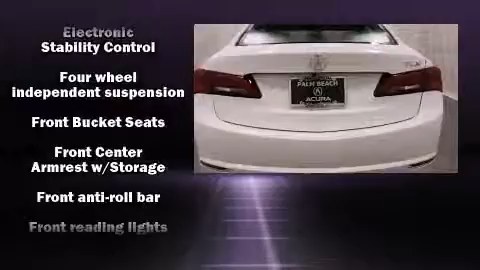 Electronic
Stability Control
Four wheel
independent suspension
Front Bucket Seats
Front Center
Armrest w/Storage
Front anti-roll bar
Front reading lights
PALM BEACH
ACURA